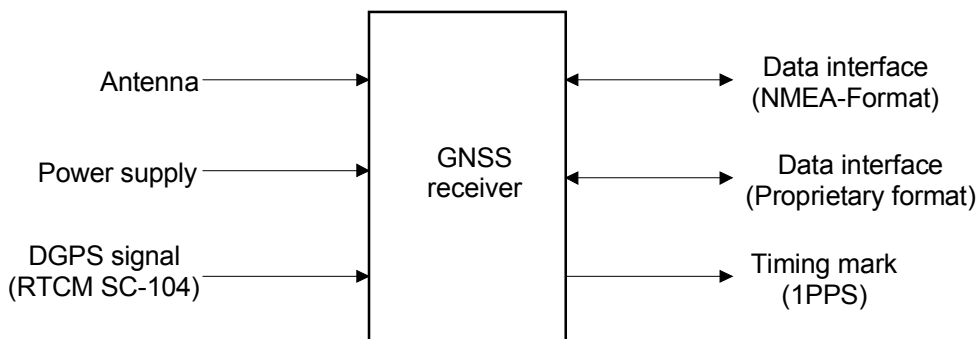 Antenna
Power supply
DGPS signal
(RTCM SC-104)
GNSS
receiver
Data interface
(NMEA-Format)
Data interface
(Proprietary format)
Timing mark
(1PPS)